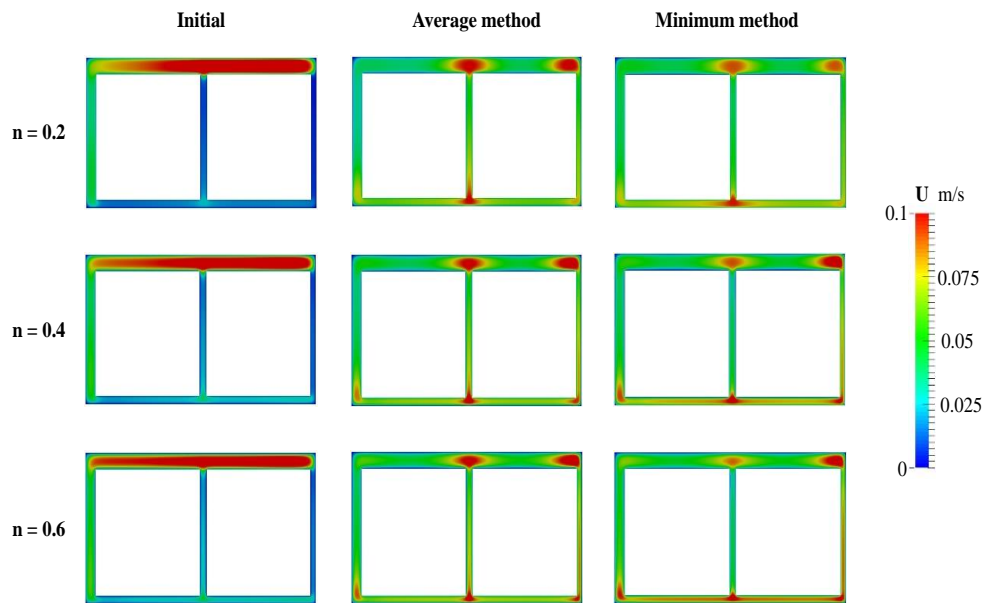 Initial Average method Minimum method
n = 0.2
U m/s
0.1
0.075
n = 0.4
0.05
0.025
0
n = 0.6